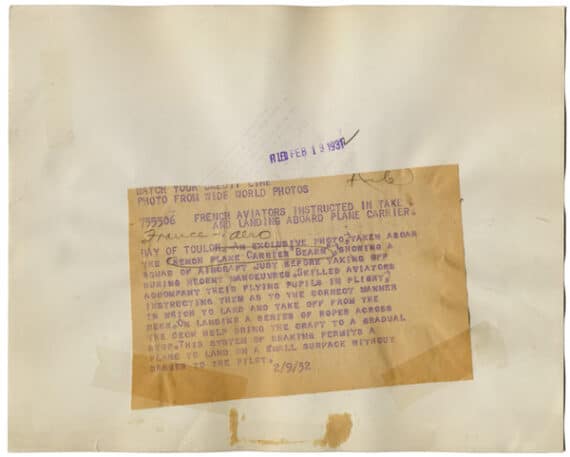 FILED FEB 19
WATCH YOUR CREDIT LINE
PHOTO FROM WIDE WORLD PHOTOS
FRENCH AVIATORS INSTRUCTED IN TAKE
AND LANDING ABOARD PLANE CARRIER.
France - aero
BAY OF TOULON. AN EXCLUSIVE PHOTO, TAKEN ABOAR
THE FRENCH PLANE CARRIER "BEARN", SHOWING A
SQUAD OF AIRCRAFT JUST BEFORE TAKING OFF
DURING RECENT MANOEUVRES. SKILLED AVIATORS
ACCOMPANY THEIR FLYING PUPILS IN FLIGHT,
INSTRUCTING THEM AS TO THE CORRECT MANNER
IN WHICH TO LAND AND TAKE OFF FROM THE
DECK. ON LANDING A SERIES OF ROPES ACROSS
THE DECK HELP BRING THE CRAFT TO A GRADUAL
STOP. THIS SYSTEM OF BRAKING PERMITS A
PLANE TO LAND ON A SMALL SURFACE WITHOUT
DANGER TO THE PILOT.
2/9/32